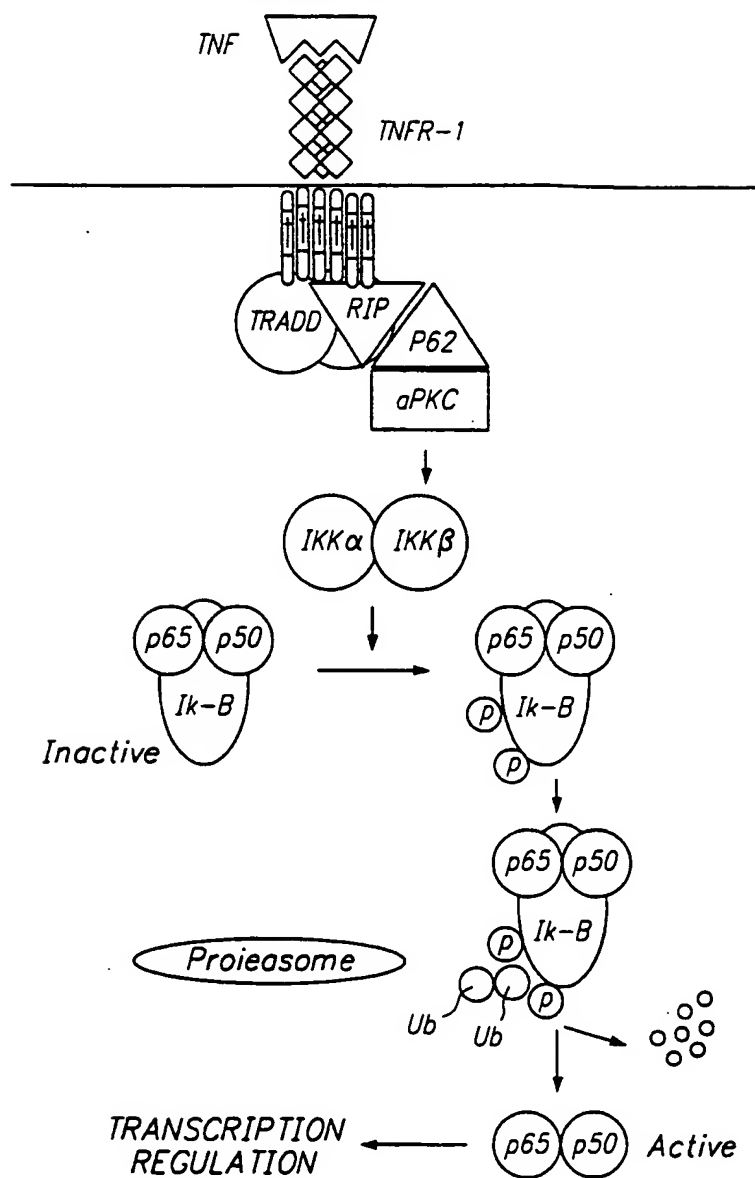 TNF
TNFR-1
TRADD
RIP
P62
aPKC
IKKα
IKKβ
p65
p50
Ik-B
Inactive
p65
p50
Ik-B
p
p
p65
p50
Ik-B
p
p
Proieasome
Ub
Ub
p65
p50
Active
TRANSCRIPTION
REGULATION